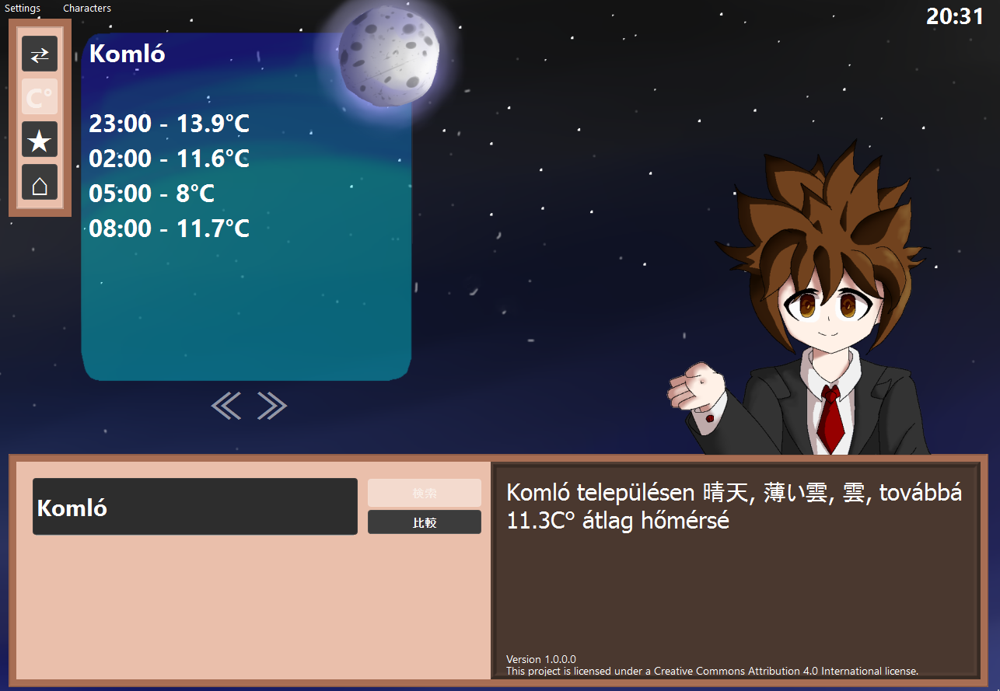 Settings Characters
20:31
C°
Komló
23:00 - 13.9°C
02:00 - 11.6°C
05:00 - 8°C
08:00 - 11.7°C
Komló
検索
比較
Komló településen 晴天, 薄い雲, 雲, továbbá
11.3C° átlag hőmérsé
Version 1.0.0.0
This project is licensed under a Creative Commons Attribution 4.0 International license.